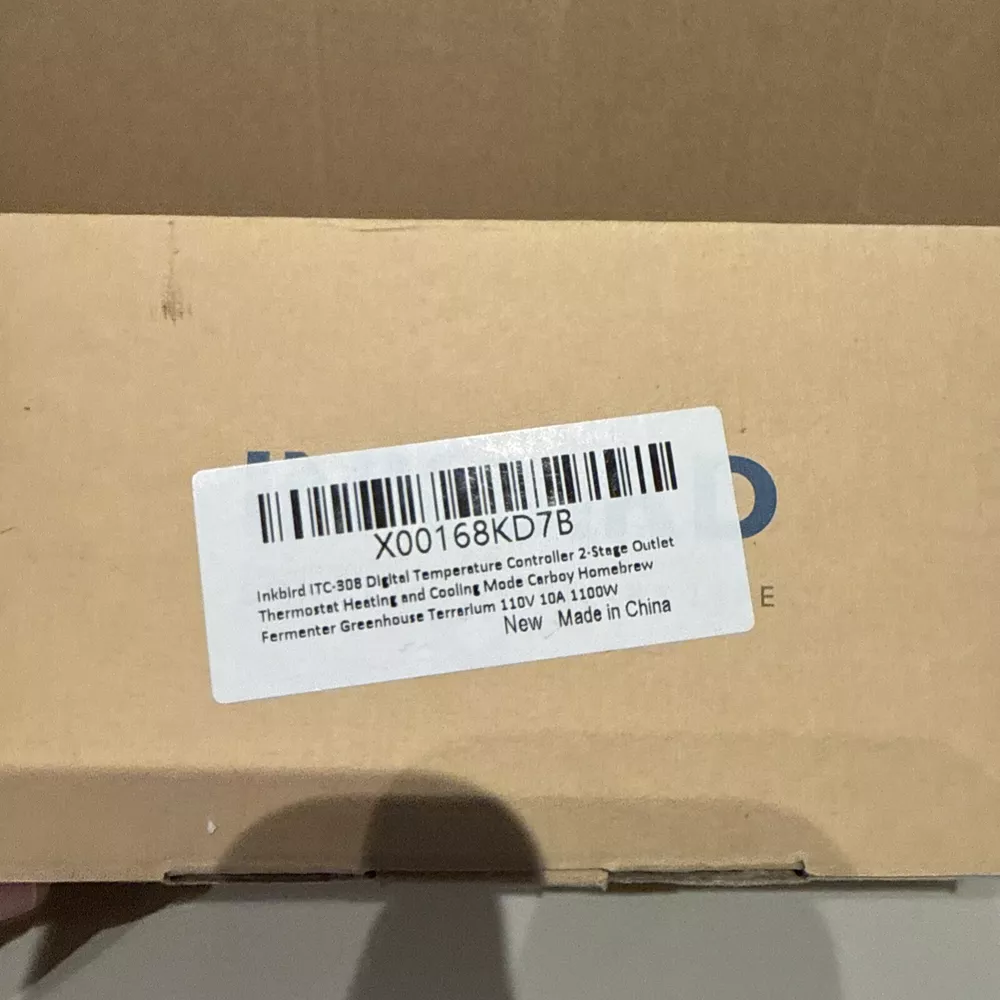 X00168KD7B
Inkbird ITC-308 Digital Temperature Controller 2-Stage Outlet
Thermostat Heating and Cooling Mode Carboy Homebrew
Fermenter Greenhouse Terrarium 110V 10A 1100W
New Made in China
D
E